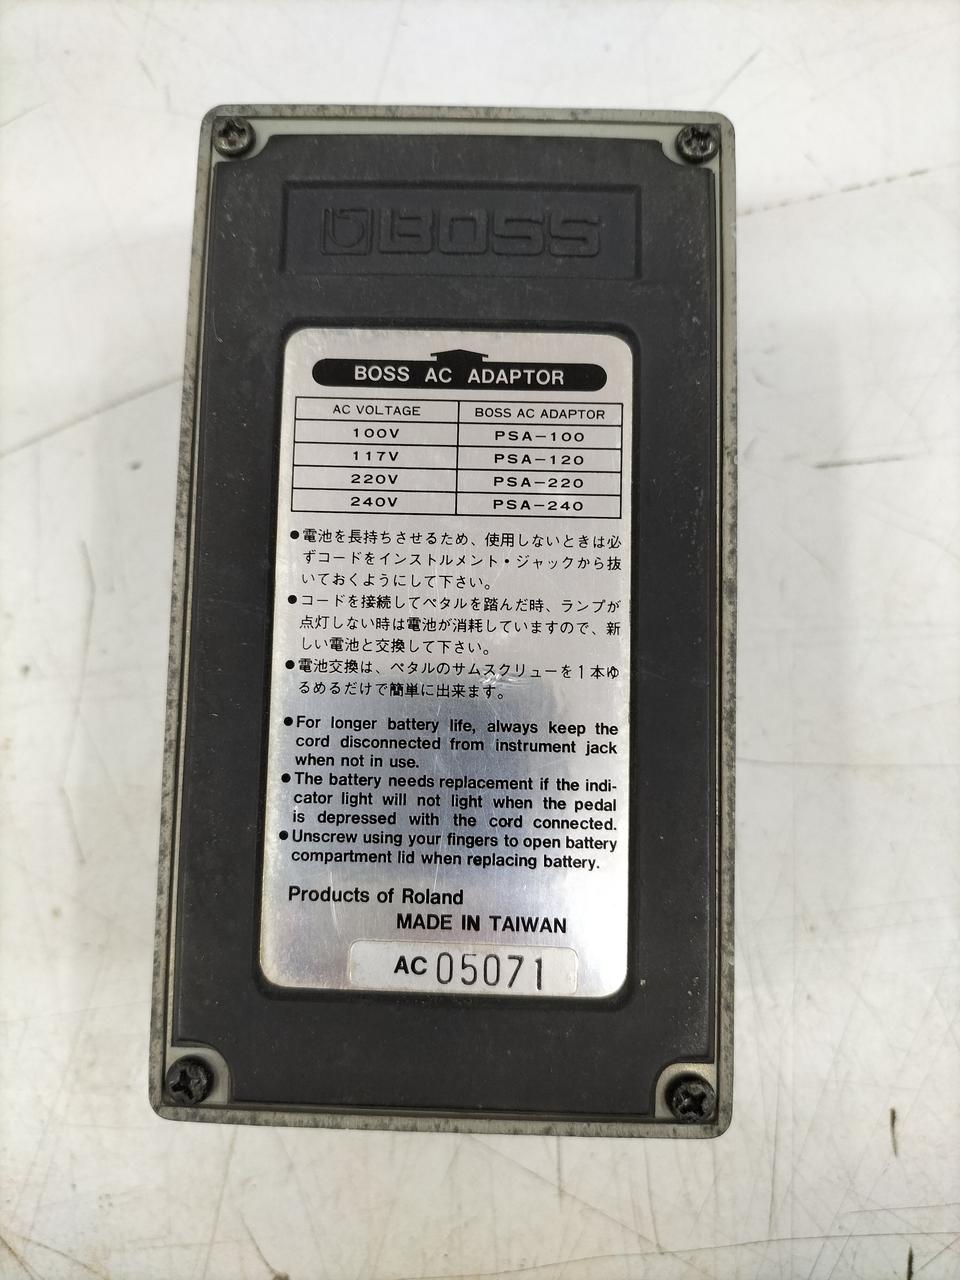 BOSS
BOSS AC ADAPTOR
AC VOLTAGE BOSS AC ADAPTOR
100V PSA-100
117V PSA-120
220V PSA-220
240V PSA-240
●電池を長持ちさせるため、使用しないときは必
ずコードをインストルメント・ジャックから抜
いておくようにして下さい。
●コードを接続してペタルを踏んだ時、ランプが
点灯しない時は電池が消耗していますので、新
しい電池と交換して下さい。
●電池交換は、ペタルのサムスクリューを1本ゆ
るめるだけで簡単に出来ます。
●For longer battery life, always keep the
cord disconnected from instrument jack
when not in use.
●The battery needs replacement if the indi-
cator light will not light when the pedal
is depressed with the cord connected.
●Unscrew using your fingers to open battery
compartment lid when replacing battery.
Products of Roland
MADE IN TAIWAN
AC 05071